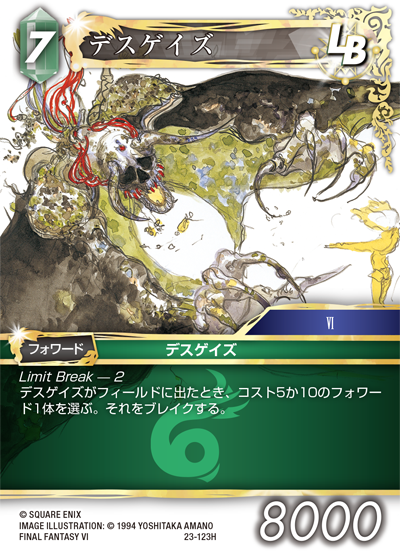 7
デスゲイズ
LB
VI
フォワード
デスゲイズ
Limit Break — 2
デスゲイズがフィールドに出たとき、コスト5か10のフォワー
ド1体を選ぶ。それをブレイクする。
6
© SQUARE ENIX
IMAGE ILLUSTRATION: © 1994 YOSHITAKA AMANO
FINAL FANTASY VI
23-123H
8000